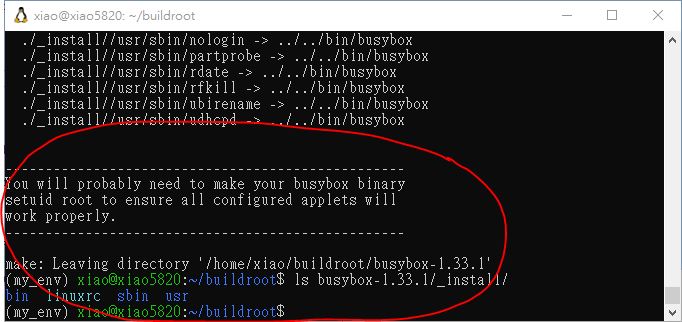 xiao@xiao5820: ~/buildroot
./_install//usr/sbin/nologin -> ../../bin/busybox
./_install//usr/sbin/partprobe -> ../../bin/busybox
./_install//usr/sbin/rdate -> ../../bin/busybox
./_install//usr/sbin/rfkill -> ../../bin/busybox
./_install//usr/sbin/ubirename -> ../../bin/busybox
./_install//usr/sbin/udhcpd -> ../../bin/busybox
--------------------------------------------------
You will probably need to make your busybox binary
setuid root to ensure all configured applets will
work properly.
--------------------------------------------------
make: Leaving directory '/home/xiao/buildroot/busybox-1.33.1'
(my_env) xiao@xiao5820:~/buildroot$ ls busybox-1.33.1/_install/
bin linuxrc sbin usr
(my_env) xiao@xiao5820:~/buildroot$